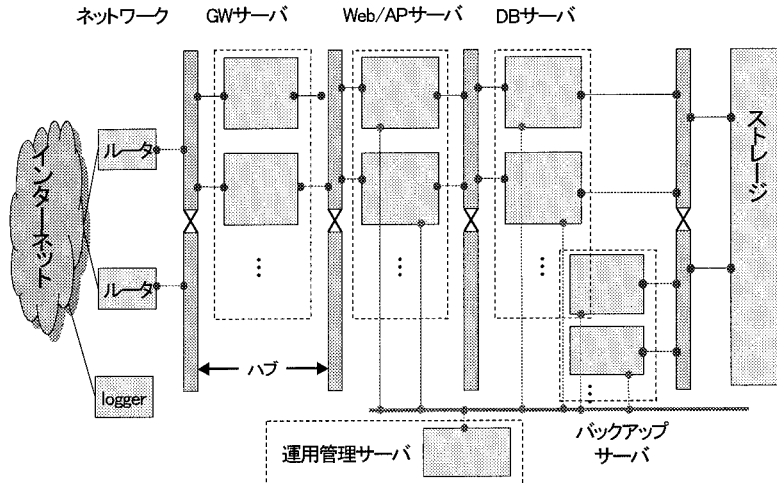 ネットワーク
GWサーバ
Web/APサーバ
DBサーバ
インターネット
ルータ
ルータ
logger
ハブ
ストレージ
運用管理サーバ
バックアップ
サーバ